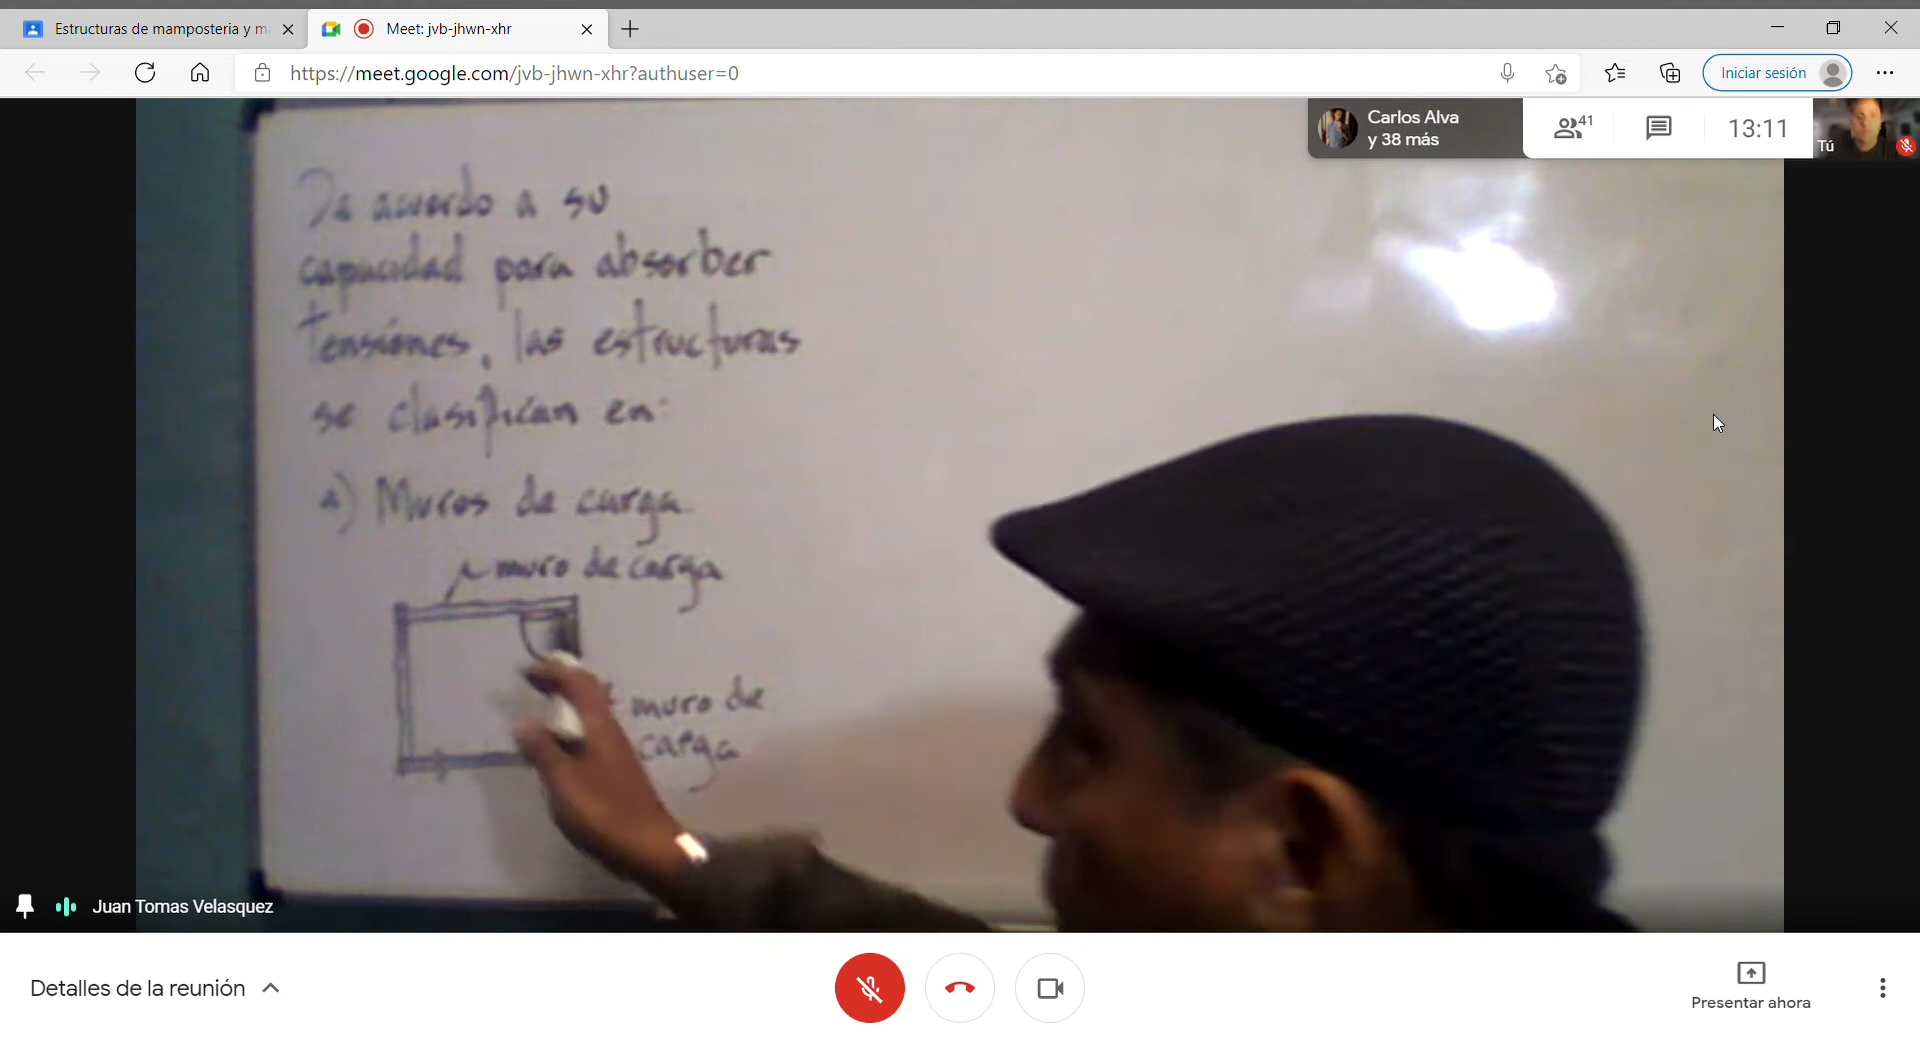 Estructuras de mamposteria y ma
Meet: jvb-jhwn-xhr
https://meet.google.com/jvb-jhwn-xhr?authuser=0
Iniciar sesión
Carlos Alva
y 38 más
41
13:11
Tú
De acuerdo a su
capacidad para absorber
tensiónes, las estructuras
se clasifican en:
a) Muros de carga
muro de carga
muro de
carga
Juan Tomas Velasquez
Detalles de la reunión
Presentar ahora